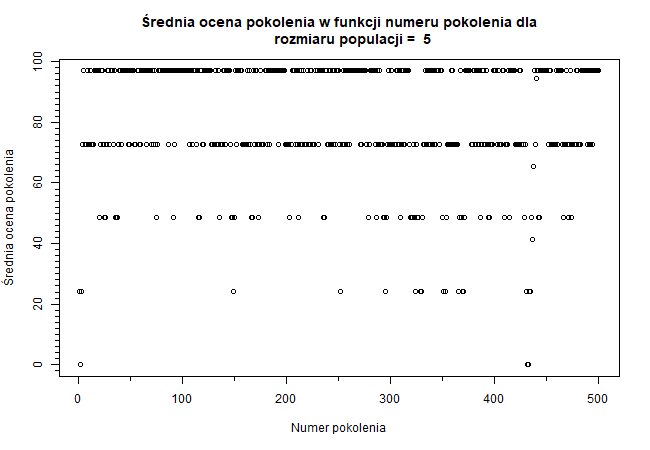 Średnia ocena pokolenia w funkcji numeru pokolenia dla
rozmiaru populacji =  5
Średnia ocena pokolenia
100
80
60
40
20
0
0 100 200 300 400 500
Numer pokolenia